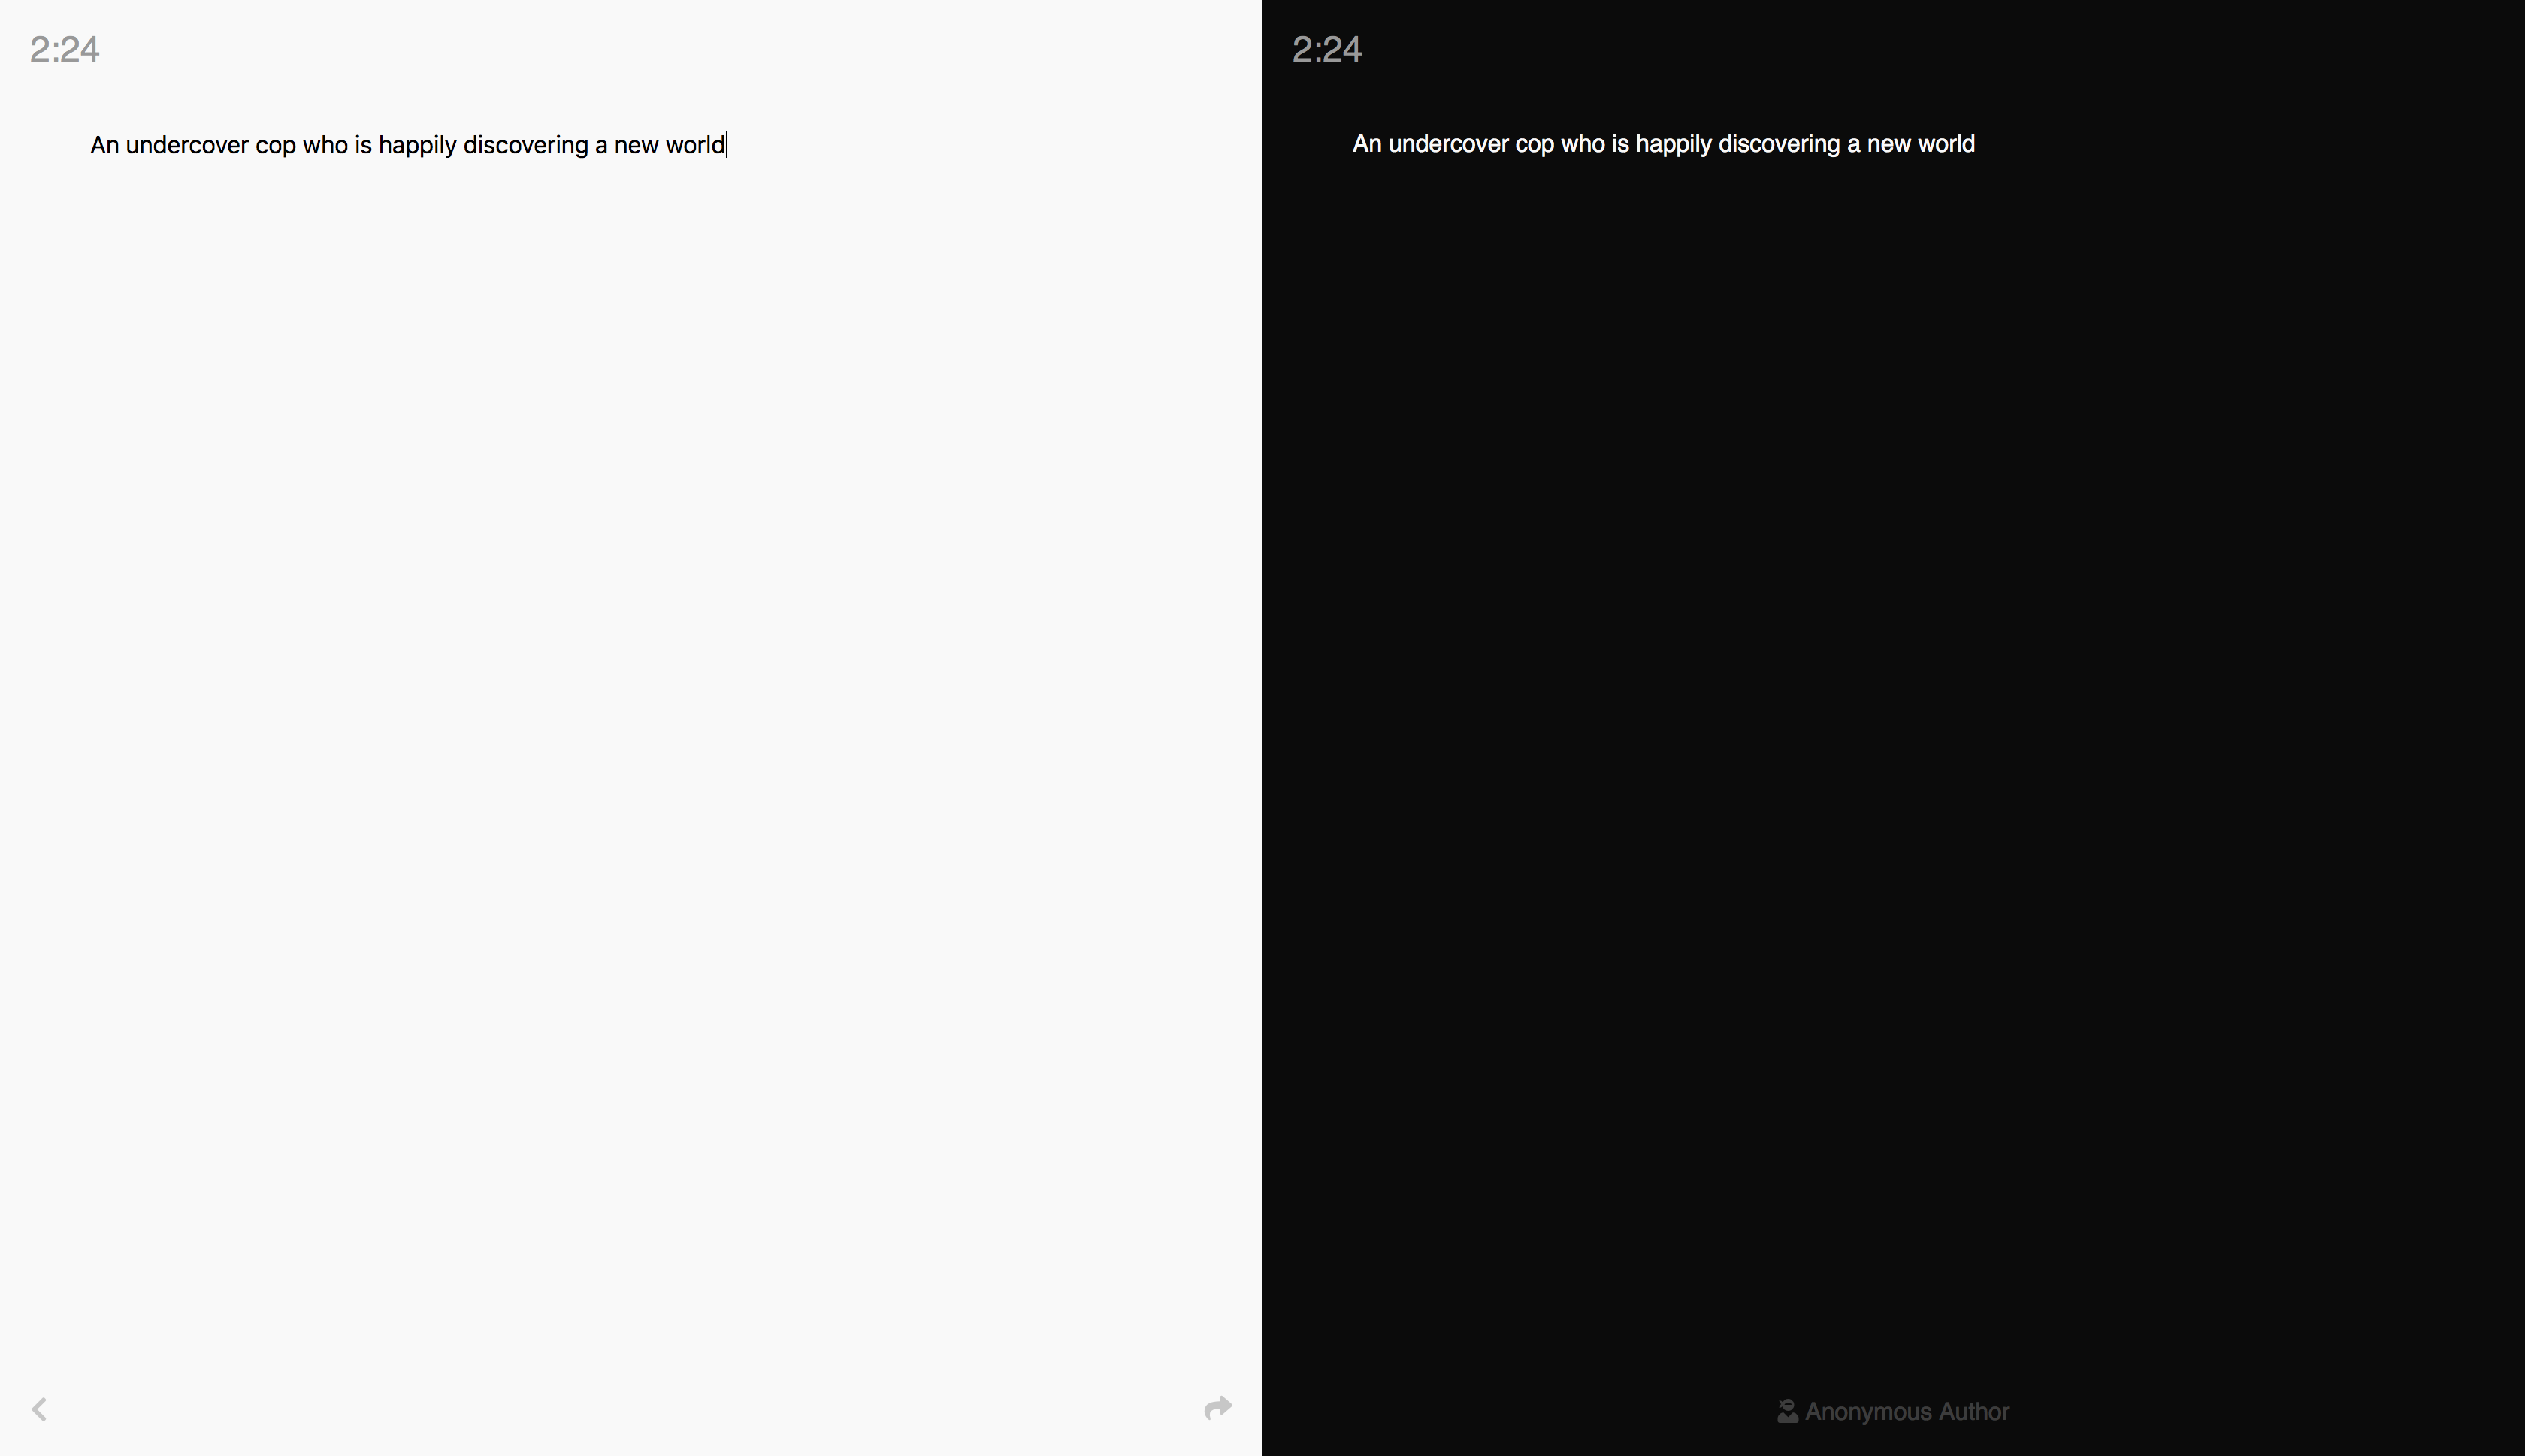 2:24
An undercover cop who is happily discovering a new world
2:24
An undercover cop who is happily discovering a new world
Anonymous Author